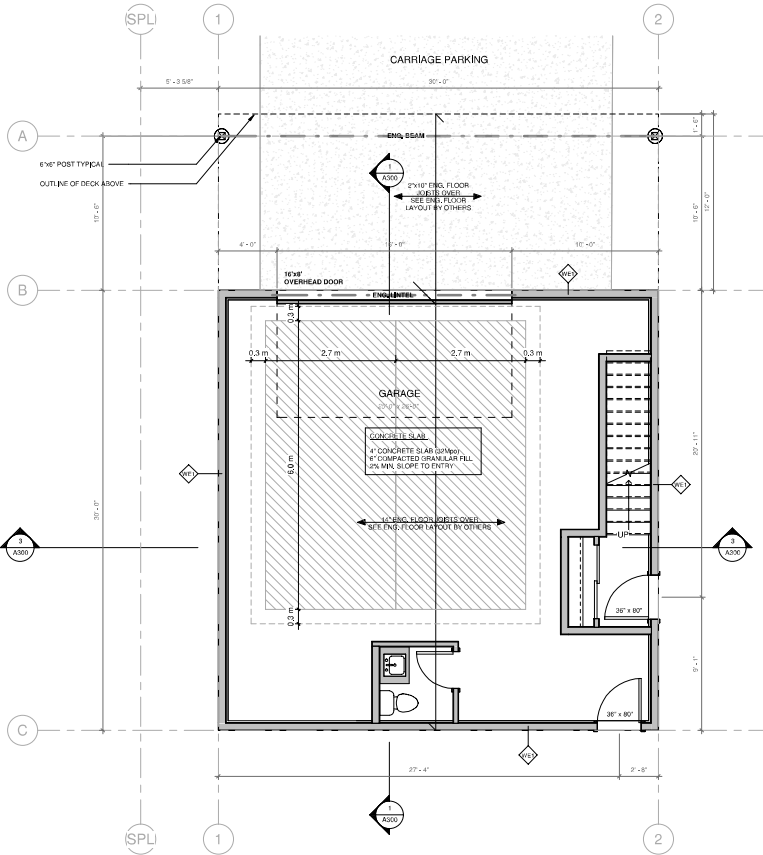 SPL
1
2
CARRIAGE PARKING
5' - 3 5/8"
30'- 0"
A
ENG. BEAM
1' - 6"
6"x6" POST TYPICAL
OUTLINE OF DECK ABOVE
1
A300
2"x10" ENG. FLOOR
JOISTS OVER
SEE ENG. FLOOR
LAYOUT BY OTHERS
10' - 6"
10' - 6"
12' - 0"
4' - 0"
10' - 0"
16'x8'
OVERHEAD DOOR
WE1
B
ENG. LINTEL
0.3 m
0.3 m
2.7 m
2.7 m
0.3 m
GARAGE
CONCRETE SLAB
4" CONCRETE SLAB (32Mpa)
6" COMPACTED GRANULAR FILL
2% MIN. SLOPE TO ENTRY
20' - 11"
WE1
WE1
6.0 m
30' - 0"
14" ENG. FLOOR JOISTS OVER
SEE ENG. FLOOR LAYOUT BY OTHERS
UP
3
A300
3
A300
36" x 80"
0.3 m
9' - 1"
36" x 80"
C
WE1
27' - 4"
2' - 8"
1
A300
SPL
1
2